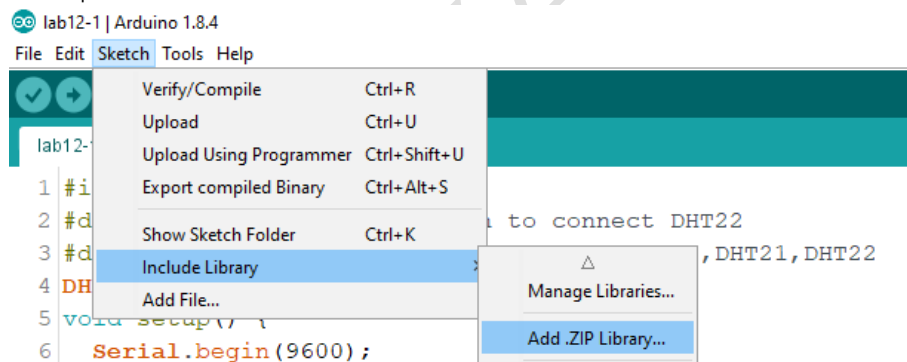 lab12-1 | Arduino 1.8.4
File Edit Sketch Tools Help
Verify/Compile Ctrl+R
Upload Ctrl+U
lab12-
Upload Using Programmer Ctrl+Shift+U
1 #i Export compiled Binary Ctrl+Alt+S
2 #d to connect DHT22
Show Sketch Folder Ctrl+K
3 #d ,DHT21,DHT22
Include Library
4 DH Manage Libraries...
Add File...
5 void setup() {
Add .ZIP Library...
6 Serial.begin(9600);